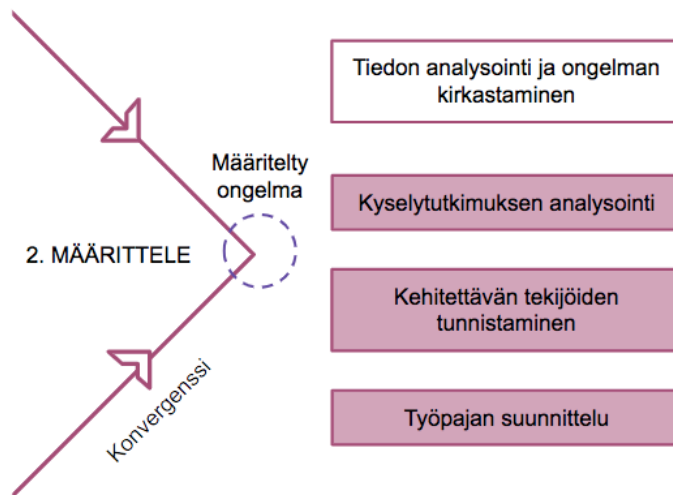 Tiedon analysointi ja ongelman
kirkastaminen
Määritelty
ongelma
Kyselytutkimuksen analysointi
2. MÄÄRITTELE
Kehitettävän tekijöiden
tunnistaminen
Konvergenssi
Työpajan suunnittelu